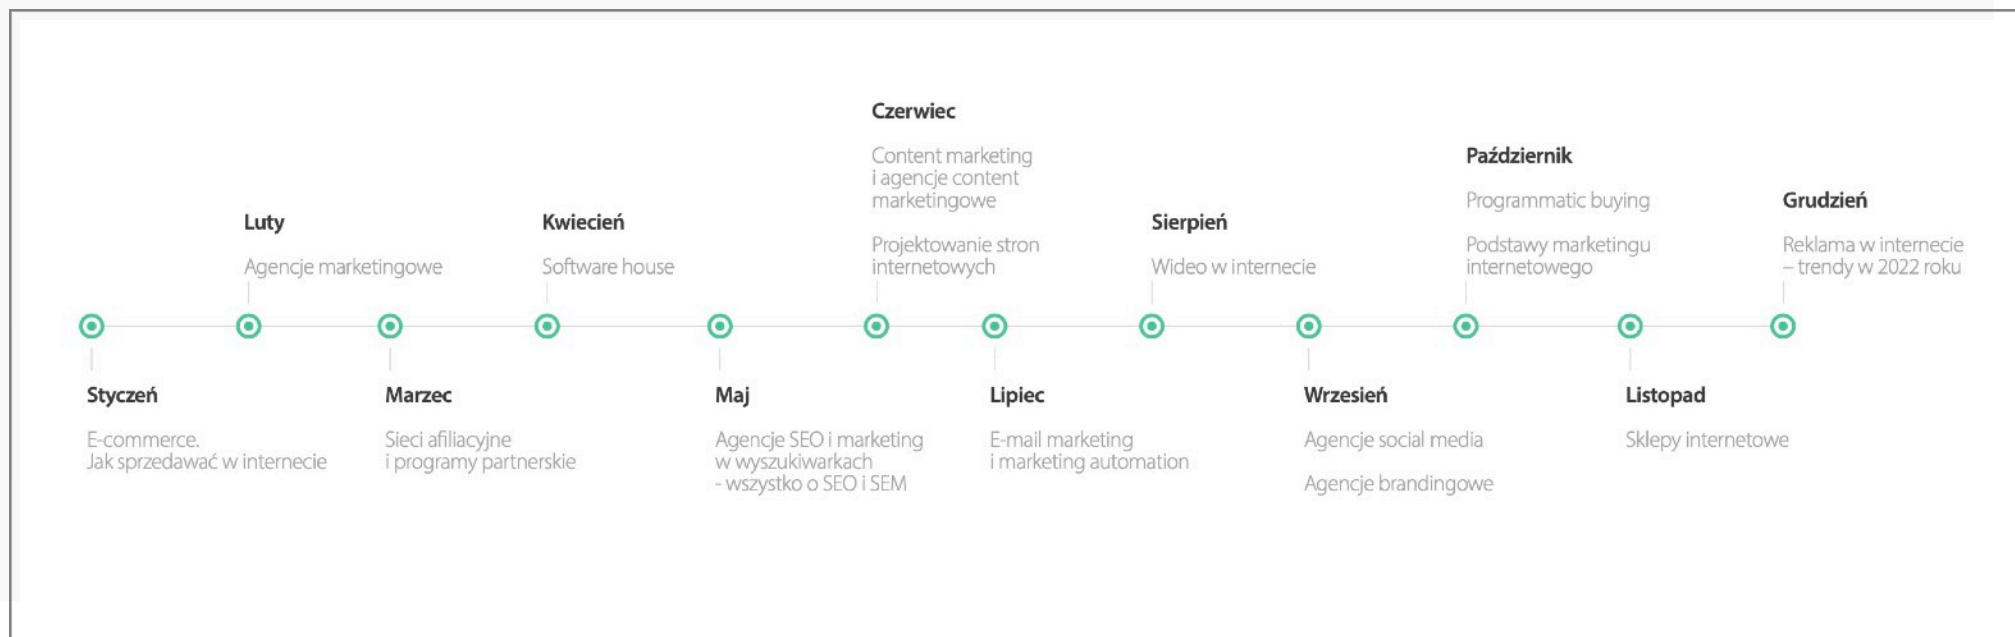 Styczeń
E-commerce.
Jak sprzedawać w internecie
Luty
Agencje marketingowe
Marzec
Sieci afiliacyjne
i programy partnerskie
Kwiecień
Software house
Maj
Agencje SEO i marketing
w wyszukiwarkach
- wszystko o SEO i SEM
Czerwiec
Content marketing
i agencje content
marketingowe
Projektowanie stron
internetowych
Lipiec
E-mail marketing
i marketing automation
Sierpień
Wideo w internecie
Wrzesień
Agencje social media
Agencje brandingowe
Październik
Programmatic buying
Podstawy marketingu
internetowego
Listopad
Sklepy internetowe
Grudzień
Reklama w internecie
– trendy w 2022 roku